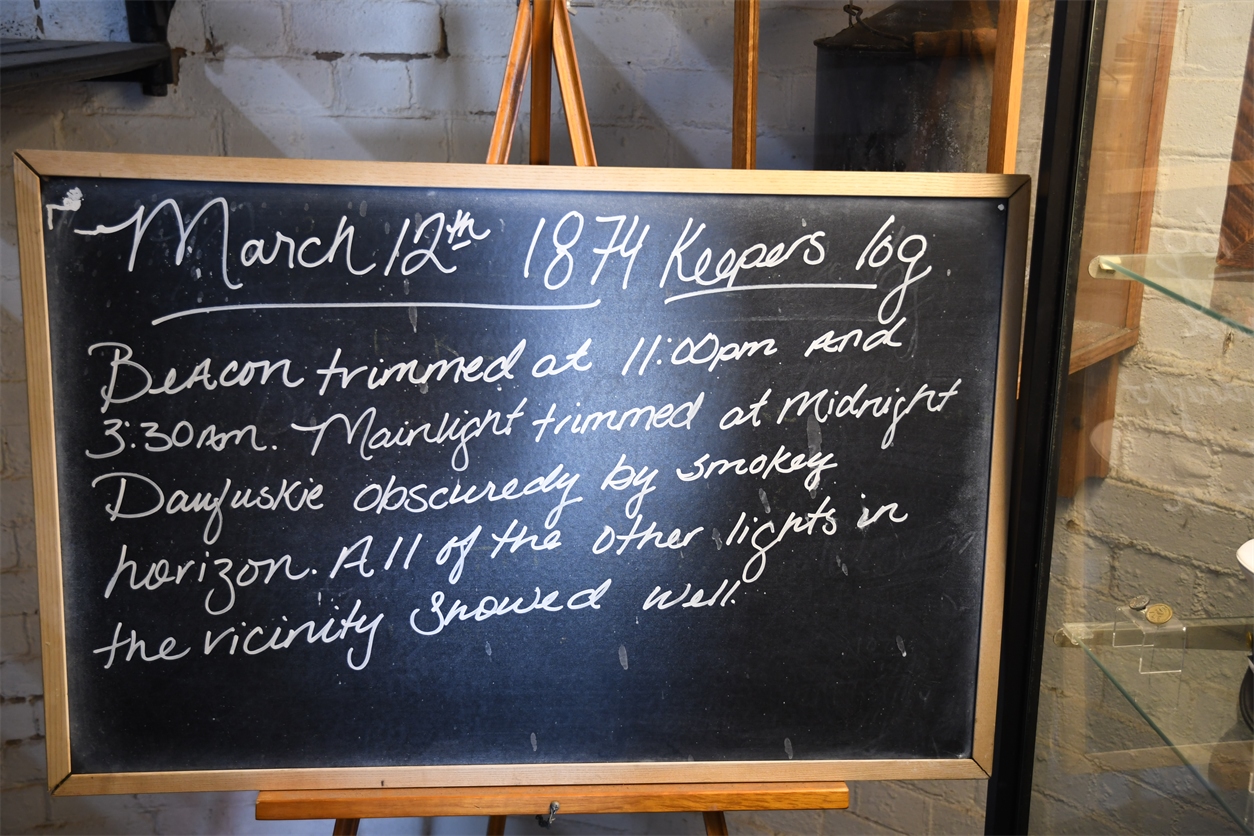 March 12th 1874 Keepers log
Beacon trimmed at 11:00pm and
3:30am. Mainlight trimmed at Midnight
Daufuskie obscuredy by smokey
horizon. All of the other lights in
the vicinity showed well.